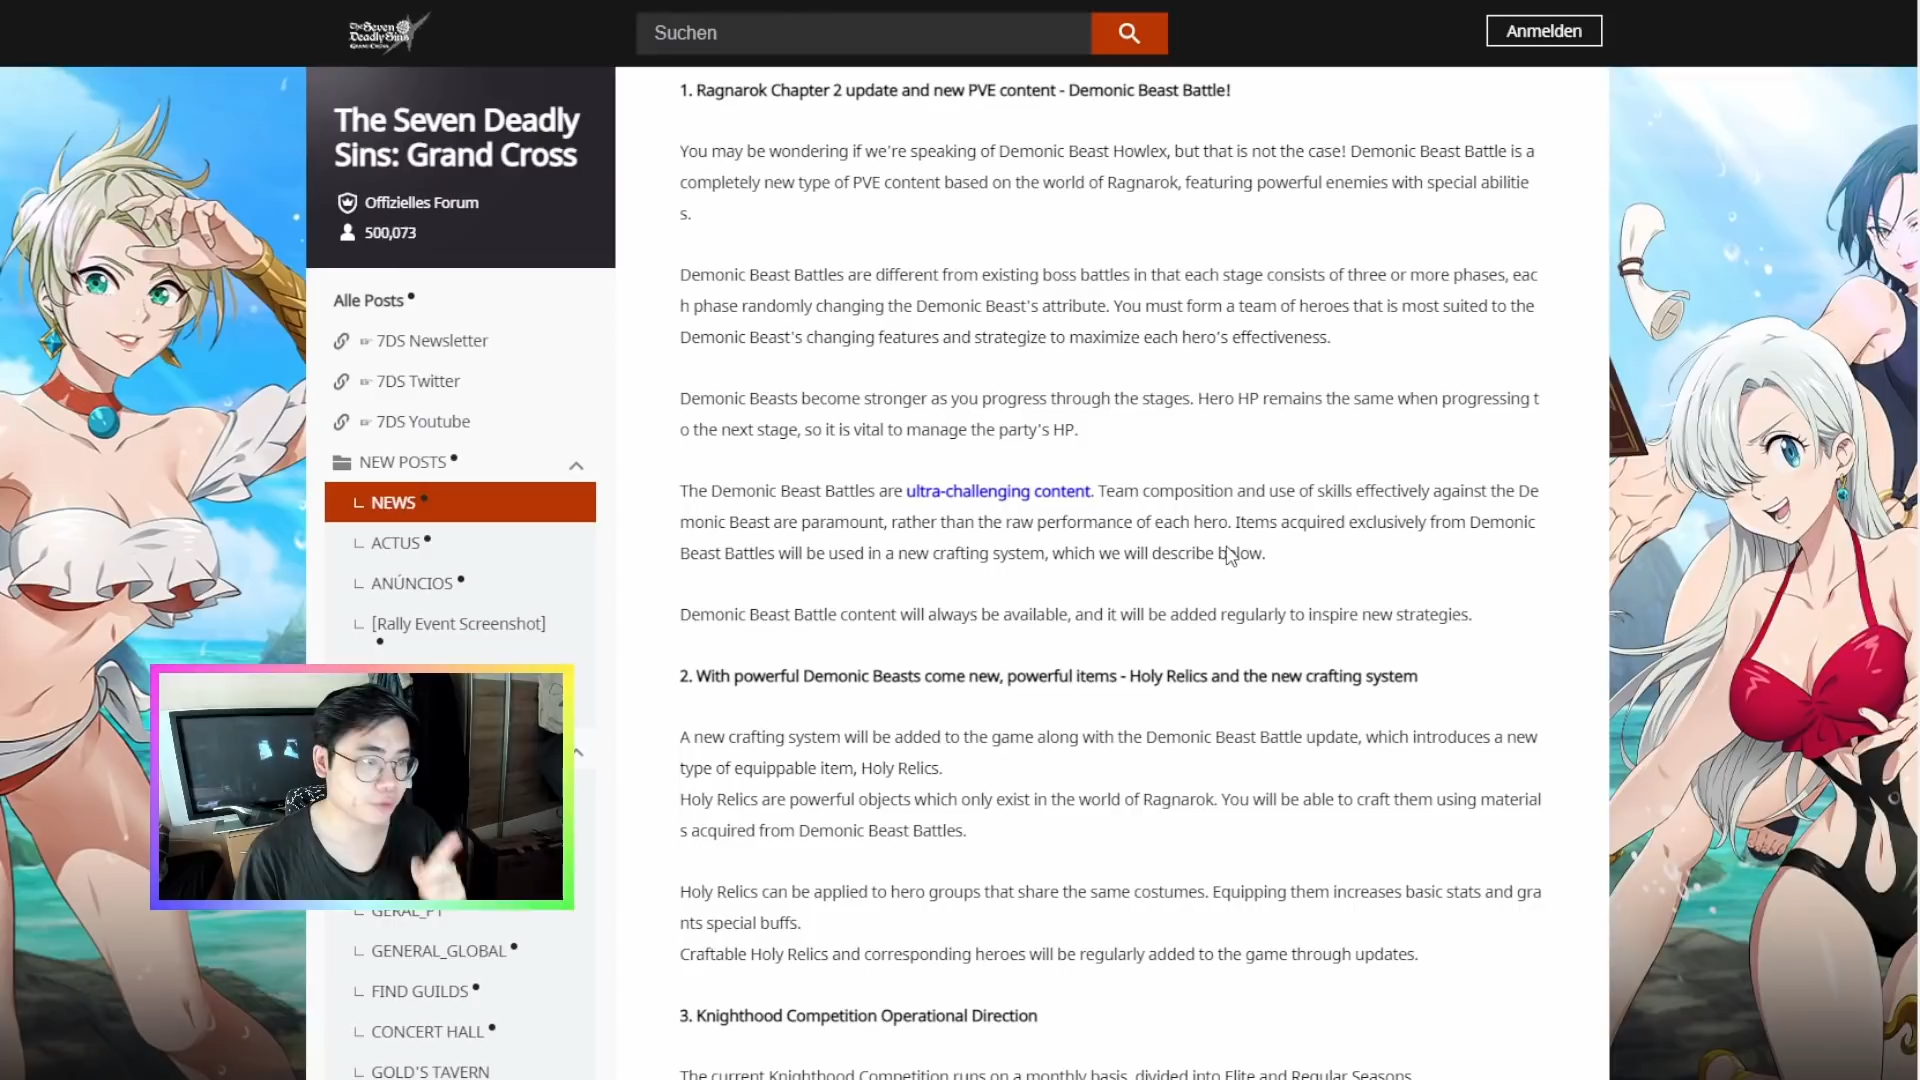 The Seven
Deadly Sins
GRAND CROSS
Suchen
Anmelden
The Seven Deadly
Sins: Grand Cross
Offizielles Forum
500,073
Alle Posts
7DS Newsletter
7DS Twitter
7DS Youtube
NEW POSTS
NEWS
ACTUS
ANÚNCIOS
[Rally Event Screenshot]
GERAL_PT
GENERAL_GLOBAL
FIND GUILDS
CONCERT HALL
GOLD'S TAVERN
1. Ragnarok Chapter 2 update and new PVE content - Demonic Beast Battle!
You may be wondering if we're speaking of Demonic Beast Howlex, but that is not the case! Demonic Beast Battle is a
completely new type of PVE content based on the world of Ragnarok, featuring powerful enemies with special abilitie
s.
Demonic Beast Battles are different from existing boss battles in that each stage consists of three or more phases, eac
h phase randomly changing the Demonic Beast's attribute. You must form a team of heroes that is most suited to the
Demonic Beast's changing features and strategize to maximize each hero's effectiveness.
Demonic Beasts become stronger as you progress through the stages. Hero HP remains the same when progressing t
o the next stage, so it is vital to manage the party's HP.
The Demonic Beast Battles are ultra-challenging content. Team composition and use of skills effectively against the De
monic Beast are paramount, rather than the raw performance of each hero. Items acquired exclusively from Demonic
Beast Battles will be used in a new crafting system, which we will describe below.
Demonic Beast Battle content will always be available, and it will be added regularly to inspire new strategies.
2. With powerful Demonic Beasts come new, powerful items - Holy Relics and the new crafting system
A new crafting system will be added to the game along with the Demonic Beast Battle update, which introduces a new
type of equippable item, Holy Relics.
Holy Relics are powerful objects which only exist in the world of Ragnarok. You will be able to craft them using material
s acquired from Demonic Beast Battles.
Holy Relics can be applied to hero groups that share the same costumes. Equipping them increases basic stats and gra
nts special buffs.
Craftable Holy Relics and corresponding heroes will be regularly added to the game through updates.
3. Knighthood Competition Operational Direction
The current Knighthood Competition runs on a monthly basis, divided into Elite and Regular Seasons.